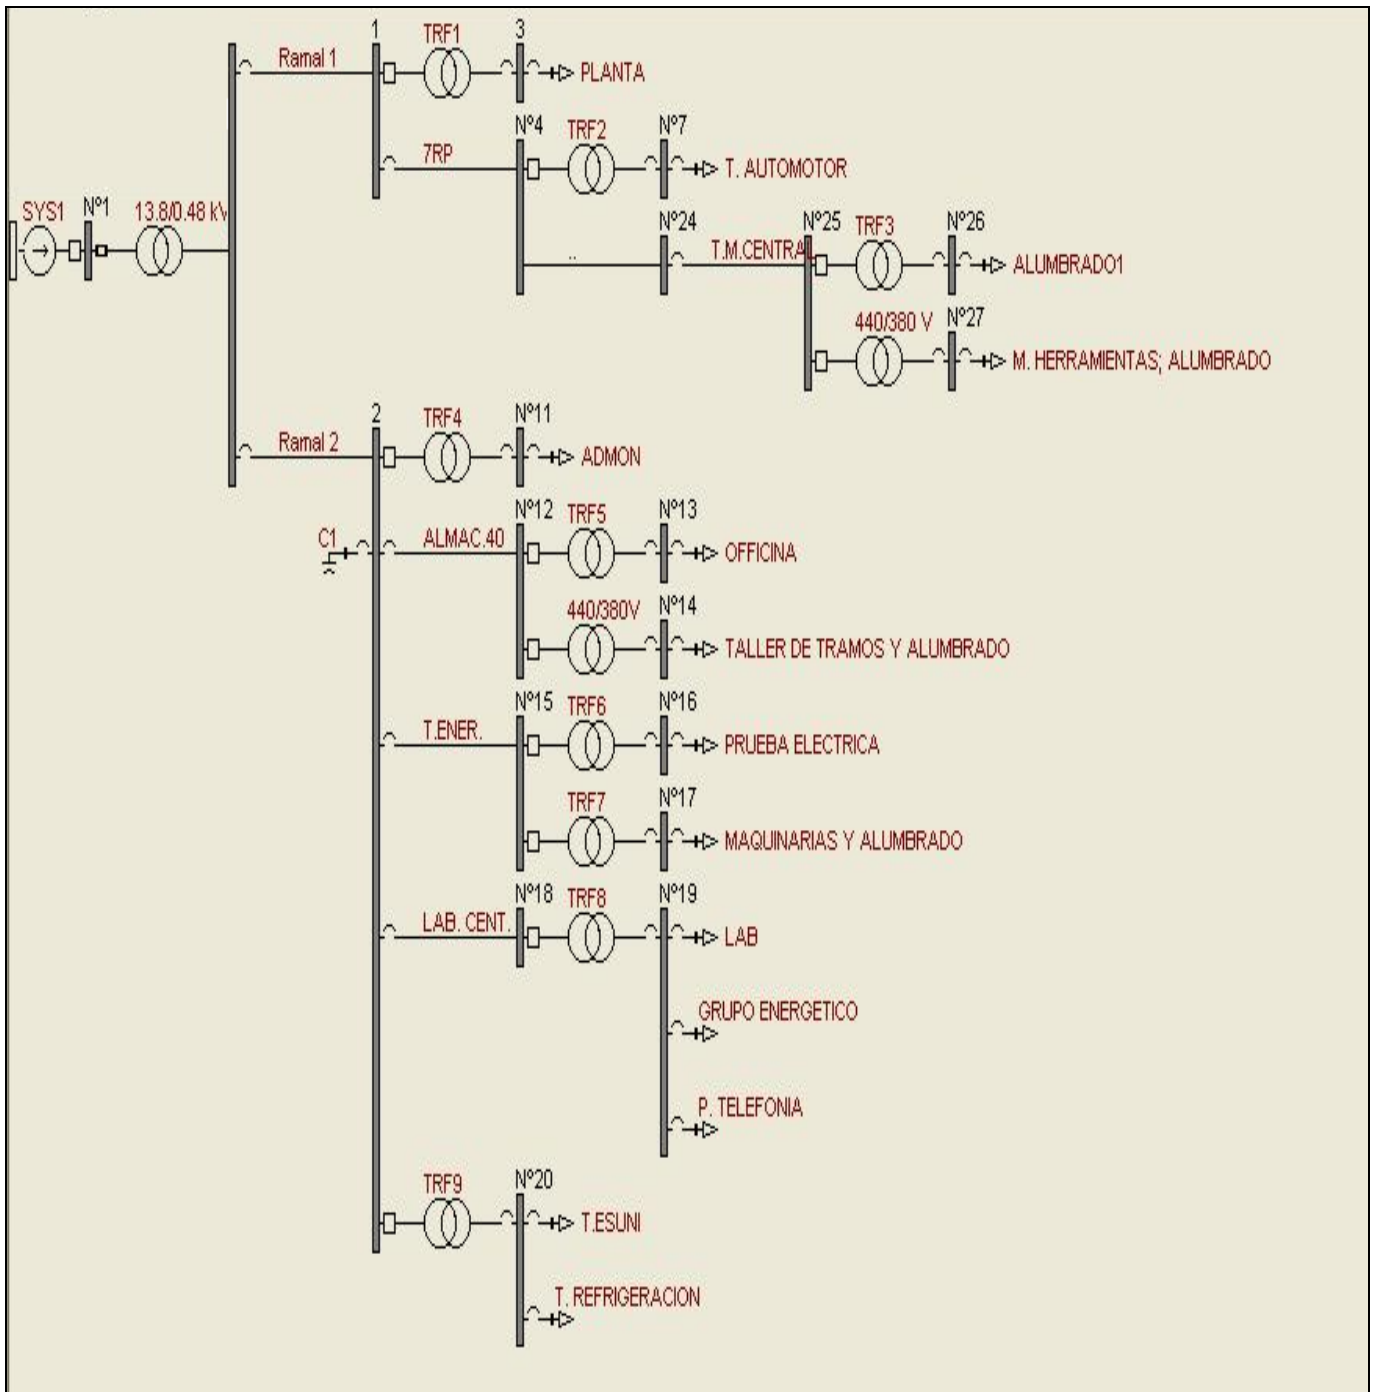 1
TRF1
3
Ramal 1
PLANTA
Nº4
TRF2
Nº7
7RP
T. AUTOMOTOR
SYS1
Nº1
13.8/0.48 kV
Nº24
T.M.CENTRAL
Nº25
TRF3
Nº26
..
ALUMBRADO1
440/380 V
Nº27
M. HERRAMIENTAS; ALUMBRADO
2
TRF4
Nº11
Ramal 2
ADMON
Nº12
TRF5
Nº13
C1
ALMAC.40
OFFICINA
440/380V
Nº14
TALLER DE TRAMOS Y ALUMBRADO
Nº15
TRF6
Nº16
T.ENER.
PRUEBA ELECTRICA
TRF7
Nº17
MAQUINARIAS Y ALUMBRADO
Nº18
TRF8
Nº19
LAB. CENT.
LAB
GRUPO ENERGETICO
P. TELEFONIA
TRF9
Nº20
T.ESUNI
T. REFRIGERACION